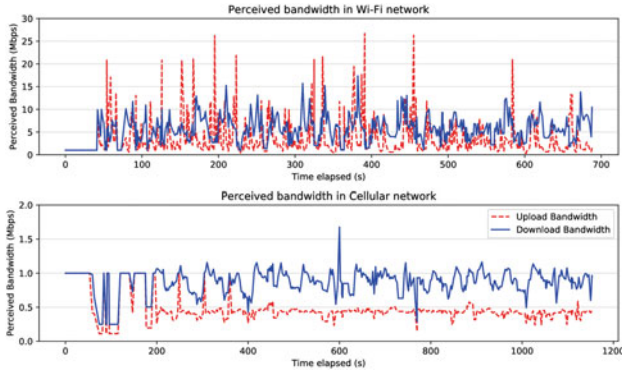 Perceived bandwidth in Wi-Fi network
Perceived Bandwidth (Mbps)
30
25
20
15
10
5
0
0 100 200 300 400 500 600 700
Time elapsed (s)
Perceived bandwidth in Cellular network
Perceived Bandwidth (Mbps)
2.0
1.5
1.0
0.5
0.0
Upload Bandwidth
Download Bandwidth
0 200 400 600 800 1000 1200
Time elapsed (s)